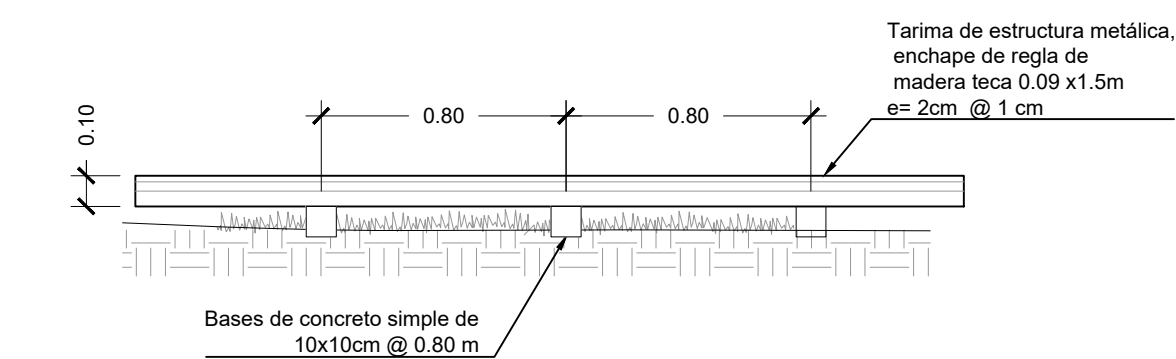 Tarima de estructura metálica,
enchape de regla de
madera teca 0.09 x1.5m
e= 2cm @ 1 cm
0.10
0.80
0.80
Bases de concreto simple de
10x10cm @ 0.80 m